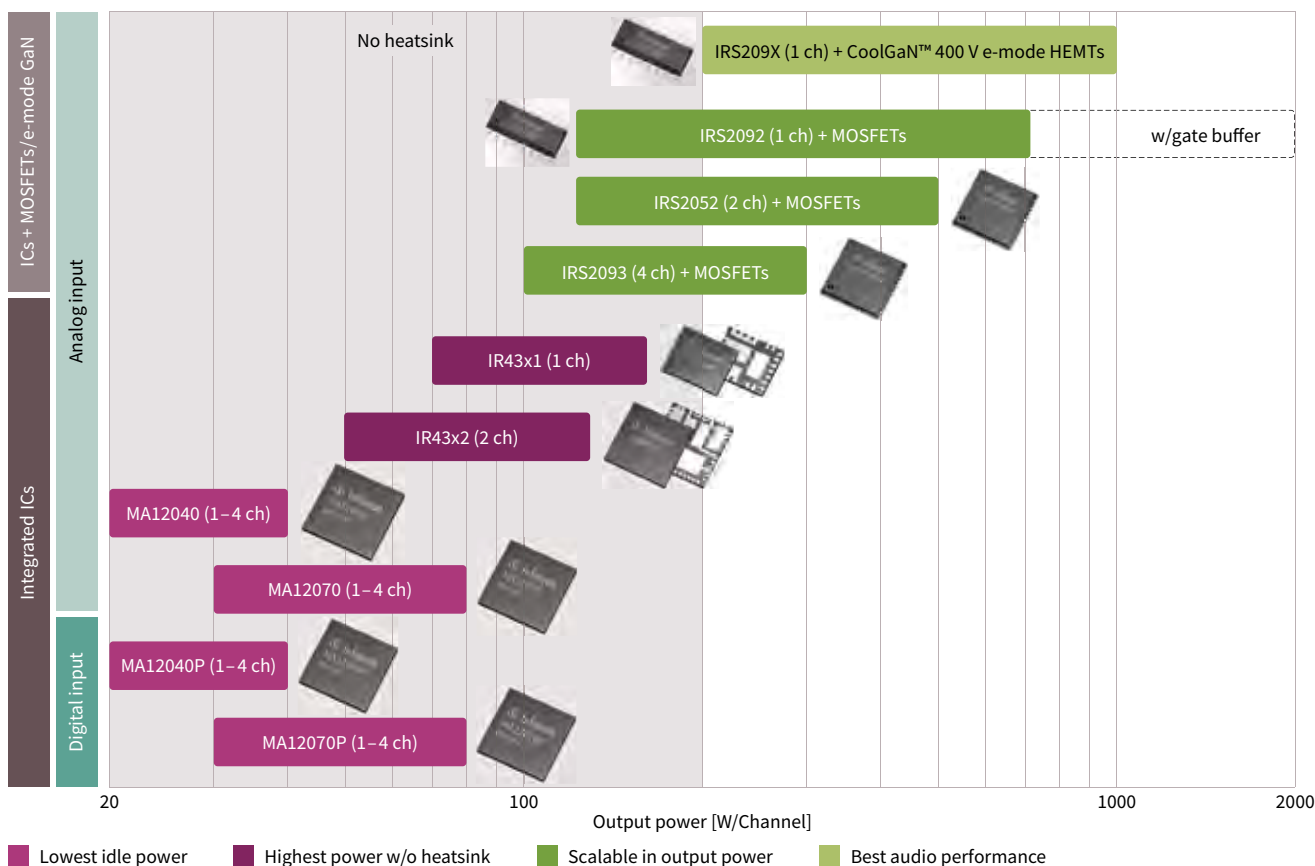 ICs + MOSFETs/e-mode GaN
Integrated ICs
Analog input
Digital input
No heatsink
IRS209X (1 ch) + CoolGaN™ 400 V e-mode HEMTs
IRS2092 (1 ch) + MOSFETs
w/gate buffer
IRS2052 (2 ch) + MOSFETs
IRS2093 (4 ch) + MOSFETs
IR43x1 (1 ch)
IR43x2 (2 ch)
MA12040 (1–4 ch)
MA12070 (1–4 ch)
MA12040P (1–4 ch)
MA12070P (1–4 ch)
20
100
1000
2000
Output power [W/Channel]
Lowest idle power
Highest power w/o heatsink
Scalable in output power
Best audio performance